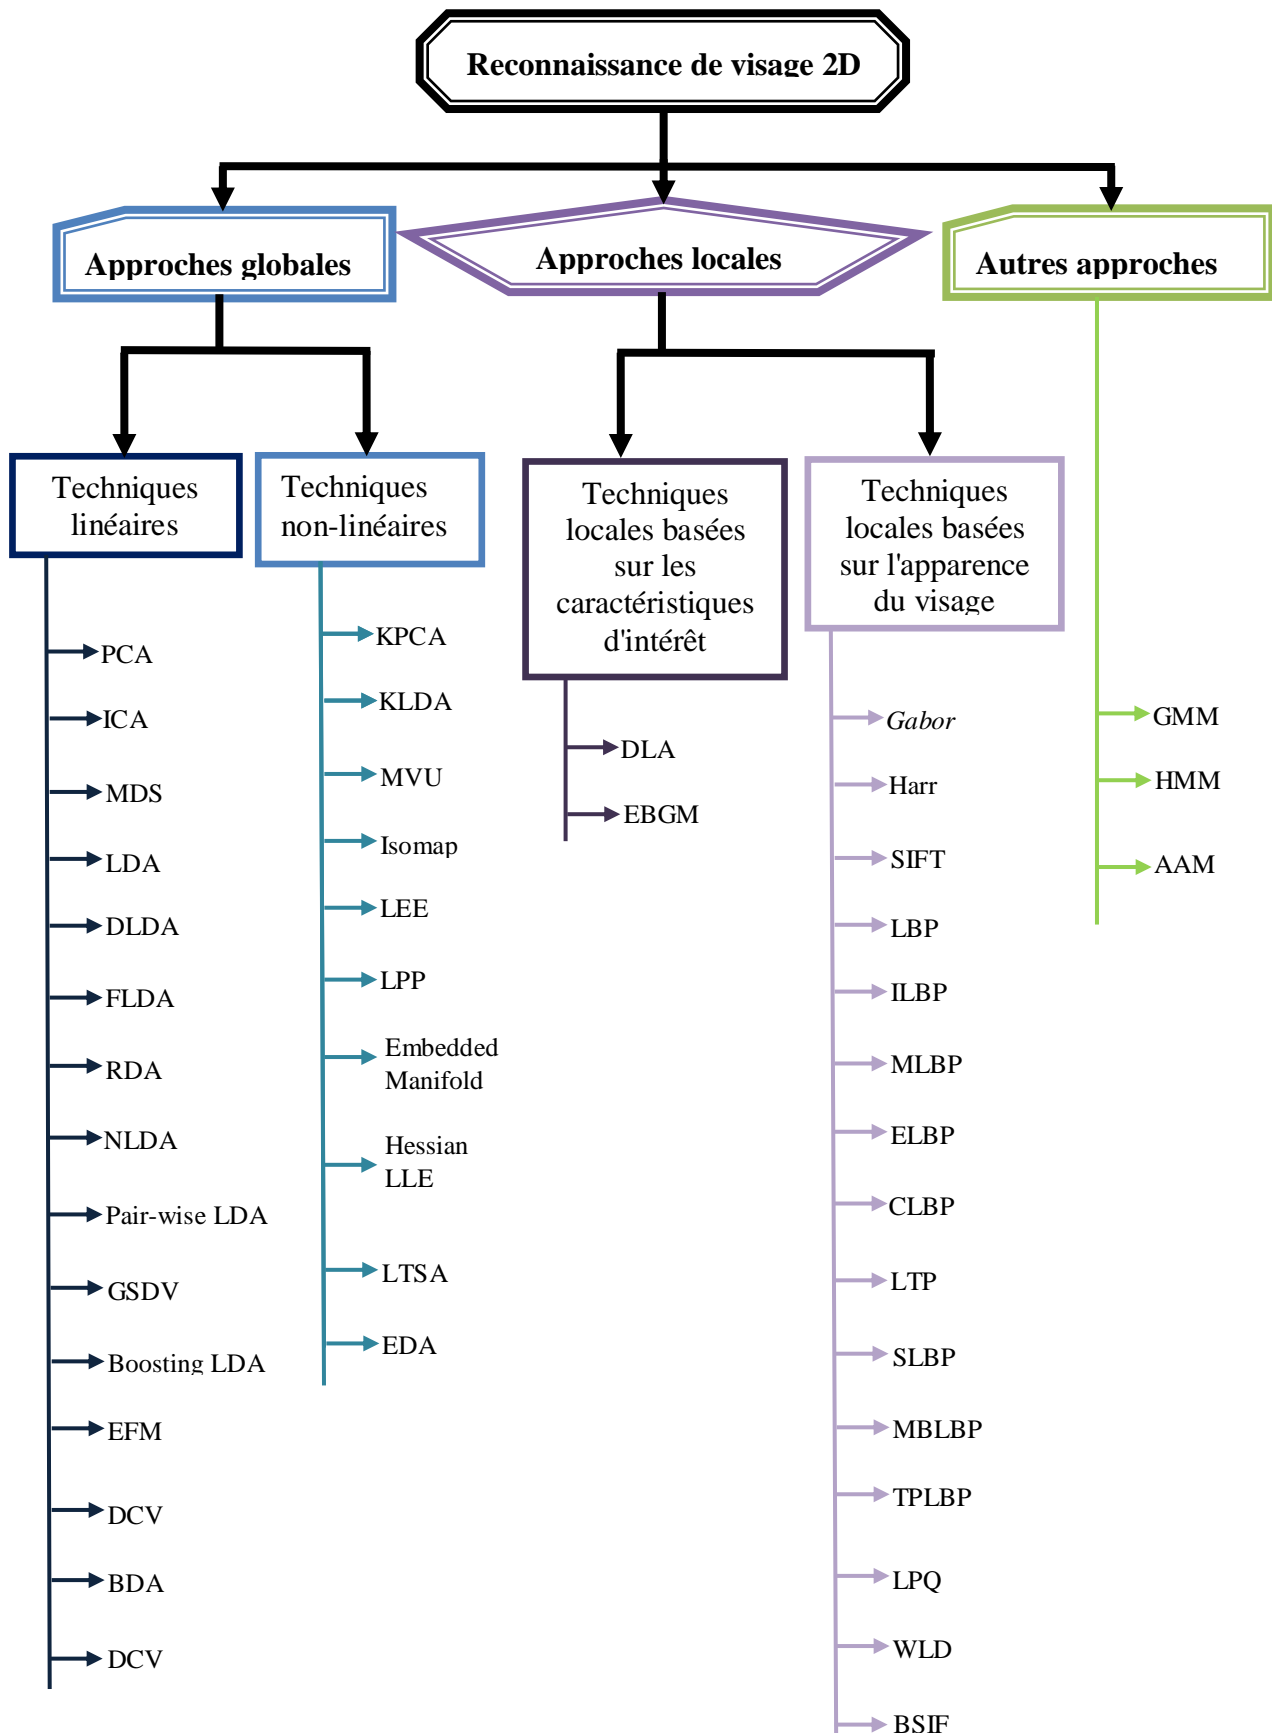 Reconnaissance de visage 2D
Approches globales
Approches locales
Autres approches
Techniques
linéaires
PCA
ICA
MDS
LDA
DLDA
FLDA
RDA
NLDA
Pair-wise LDA
GSDV
Boosting LDA
EFM
DCV
BDA
DCV
Techniques
non-linéaires
KPCA
KLDA
MVU
Isomap
LEE
LPP
Embedded
Manifold
Hessian
LLE
LTSA
EDA
Techniques
locales basées
sur les
caractéristiques
d'intérêt
DLA
EBGM
Techniques
locales basées
sur l'apparence
du visage
Gabor
Harr
SIFT
LBP
ILBP
MLBP
ELBP
CLBP
LTP
SLBP
MBLBP
TPLBP
LPQ
WLD
BSIF
GMM
HMM
AAM